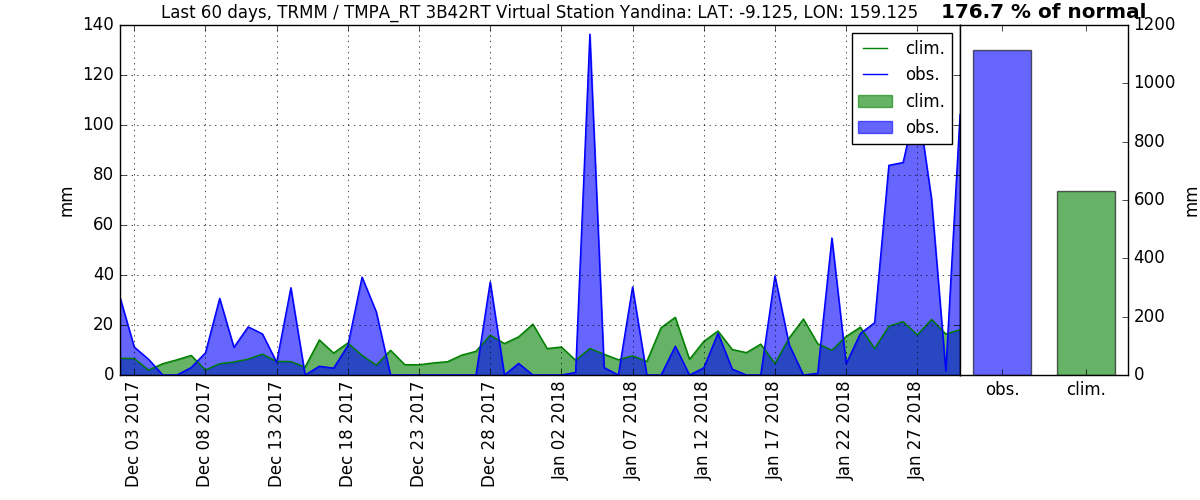 Last 60 days, TRMM / TMPA_RT 3B42RT Virtual Station Yandina: LAT: -9.125, LON: 159.125
176.7 % of normal
140
120
100
80
60
40
20
0
mm
clim.
obs.
clim.
obs.
1200
1000
800
600
400
200
0
mm
obs.
clim.
Dec 03 2017
Dec 08 2017
Dec 13 2017
Dec 18 2017
Dec 23 2017
Dec 28 2017
Jan 02 2018
Jan 07 2018
Jan 12 2018
Jan 17 2018
Jan 22 2018
Jan 27 2018